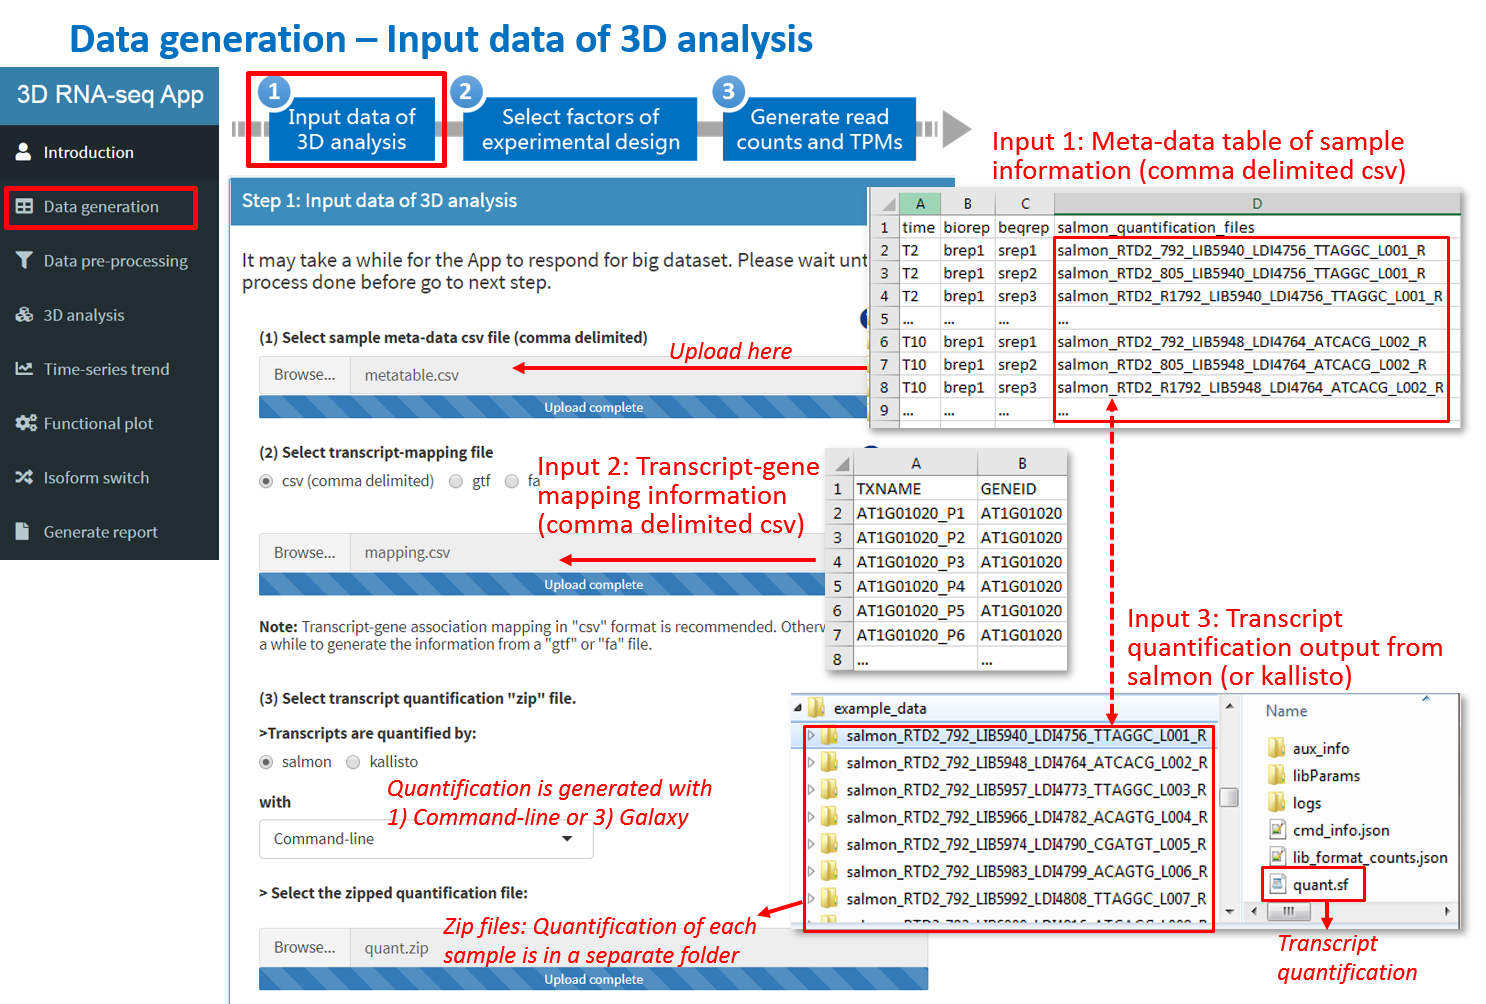 Data generation – Input data of 3D analysis
3D RNA-seq App
Introduction
Data generation
Data pre-processing
3D analysis
Time-series trend
Functional plot
Isoform switch
Generate report
1
Input data of
3D analysis
2
Select factors of
experimental design
3
Generate read
counts and TPMs
Step 1: Input data of 3D analysis
It may take a while for the App to respond for big dataset. Please wait unt
process done before go to next step.
(1) Select sample meta-data csv file (comma delimited)
Upload here
Browse... metatable.csv
Upload complete
Input 1: Meta-data table of sample
information (comma delimited csv)
A B C D
1 time biorep beqrep salmon_quantification_files
2 T2 brep1 srep1 salmon_RTD2_792_LIB5940_LDI4756_TTAGGC_L001_R
3 T2 brep1 srep2 salmon_RTD2_805_LIB5940_LDI4756_TTAGGC_L001_R
4 T2 brep1 srep3 salmon_RTD2_R1792_LIB5940_LDI4756_TTAGGC_L001_R
5 ... ... ... ...
6 T10 brep1 srep1 salmon_RTD2_792_LIB5948_LDI4764_ATCACG_L002_R
7 T10 brep1 srep2 salmon_RTD2_805_LIB5948_LDI4764_ATCACG_L002_R
8 T10 brep1 srep3 salmon_RTD2_R1792_LIB5948_LDI4764_ATCACG_L002_R
9 ... ... ... ...
(2) Select transcript-mapping file
csv (comma delimited) gtf fa
Input 2: Transcript-gene
mapping information
(comma delimited csv)
Browse... mapping.csv
Upload complete
A B
1 TXNAME GENEID
2 AT1G01020_P1 AT1G01020
3 AT1G01020_P2 AT1G01020
4 AT1G01020_P3 AT1G01020
5 AT1G01020_P4 AT1G01020
6 AT1G01020_P5 AT1G01020
7 AT1G01020_P6 AT1G01020
8 ... ...
Note: Transcript-gene association mapping in "csv" format is recommended. Otherw
a while to generate the information from a "gtf" or "fa" file.
(3) Select transcript quantification "zip" file.
>Transcripts are quantified by:
salmon kallisto
Quantification is generated with
1) Command-line or 3) Galaxy
with
Command-line
> Select the zipped quantification file:
Zip files: Quantification of each
sample is in a separate folder
Browse... quant.zip
Upload complete
Input 3: Transcript
quantification output from
salmon (or kallisto)
example_data
salmon_RTD2_792_LIB5940_LDI4756_TTAGGC_L001_R
salmon_RTD2_792_LIB5948_LDI4764_ATCACG_L002_R
salmon_RTD2_792_LIB5957_LDI4773_TTAGGC_L003_R
salmon_RTD2_792_LIB5966_LDI4782_ACAGTG_L004_R
salmon_RTD2_792_LIB5974_LDI4790_CGATGT_L005_R
salmon_RTD2_792_LIB5983_LDI4799_ACAGTG_L006_R
salmon_RTD2_792_LIB5992_LDI4808_TTAGGC_L007_R
Name
aux_info
libParams
logs
cmd_info.json
lib_format_counts.json
quant.sf
Transcript
quantification